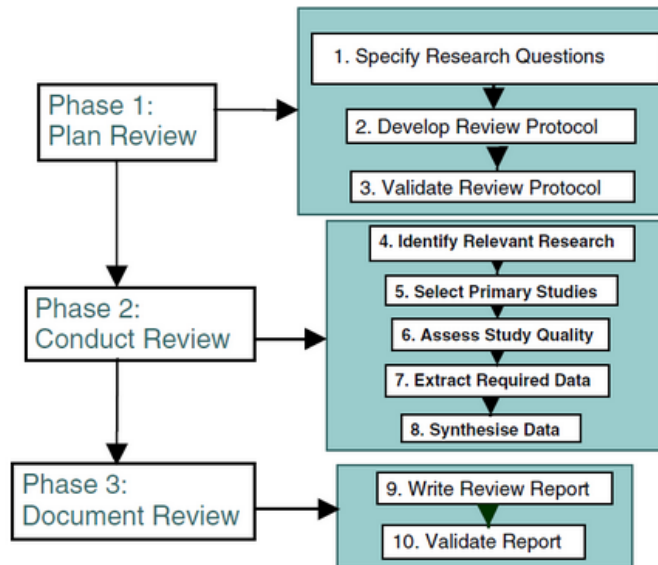 Phase 1:
Plan Review
1. Specify Research Questions
2. Develop Review Protocol
3. Validate Review Protocol
Phase 2:
Conduct Review
4. Identify Relevant Research
5. Select Primary Studies
6. Assess Study Quality
7. Extract Required Data
8. Synthesise Data
Phase 3:
Document Review
9. Write Review Report
10. Validate Report